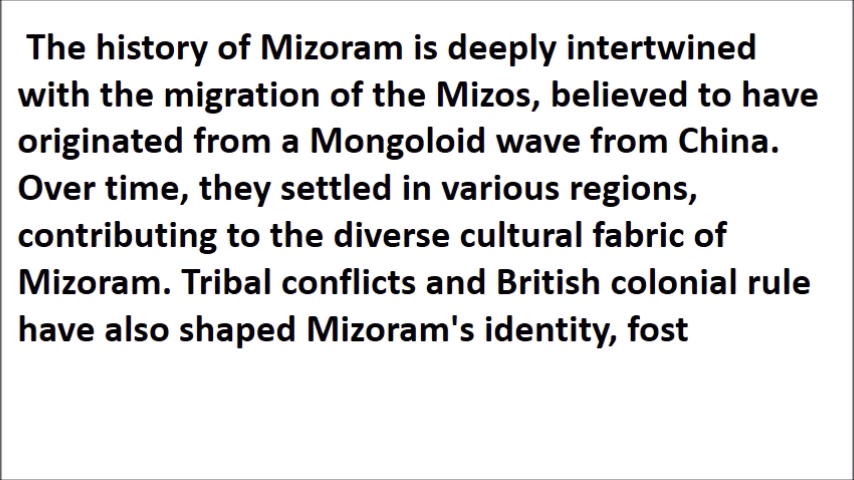 The history of Mizoram is deeply intertwined
with the migration of the Mizos, believed to have
originated from a Mongoloid wave from China.
Over time, they settled in various regions,
contributing to the diverse cultural fabric of
Mizoram. Tribal conflicts and British colonial rule
have also shaped Mizoram's identity, fost